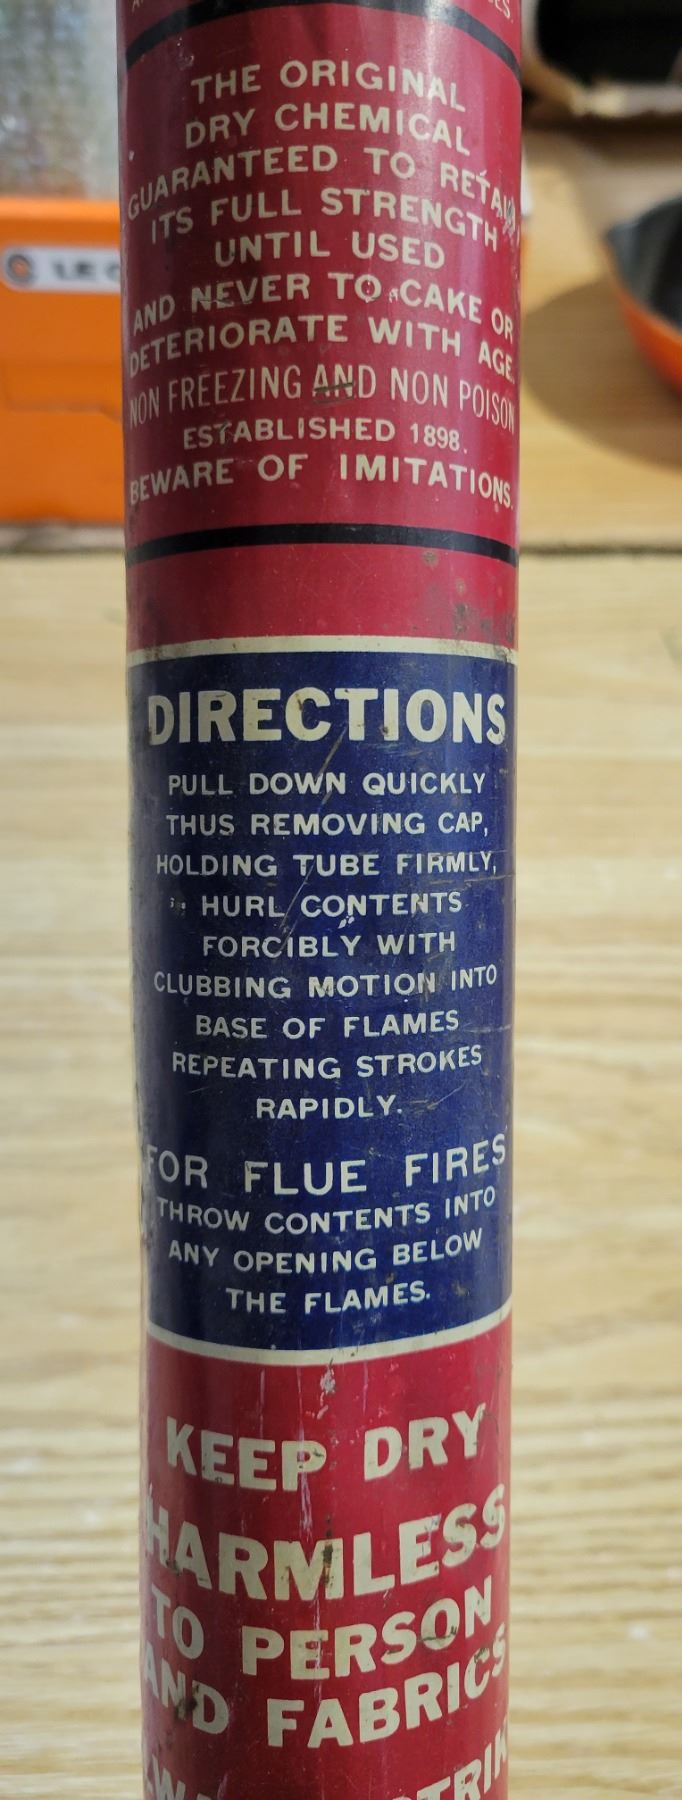 THE ORIGINAL
DRY CHEMICAL
GUARANTEED TO RETAIN
ITS FULL STRENGTH
UNTIL USED
AND NEVER TO CAKE OR
DETERIORATE WITH AGE.
NON FREEZING AND NON POISON
ESTABLISHED 1898.
BEWARE OF IMITATIONS.
DIRECTIONS
PULL DOWN QUICKLY
THUS REMOVING CAP,
HOLDING TUBE FIRMLY,
HURL CONTENTS
FORCIBLY WITH
CLUBBING MOTION INTO
BASE OF FLAMES
REPEATING STROKES
RAPIDLY.
FOR FLUE FIRES
THROW CONTENTS INTO
ANY OPENING BELOW
THE FLAMES.
KEEP DRY
HARMLESS
TO PERSON
AND FABRICS